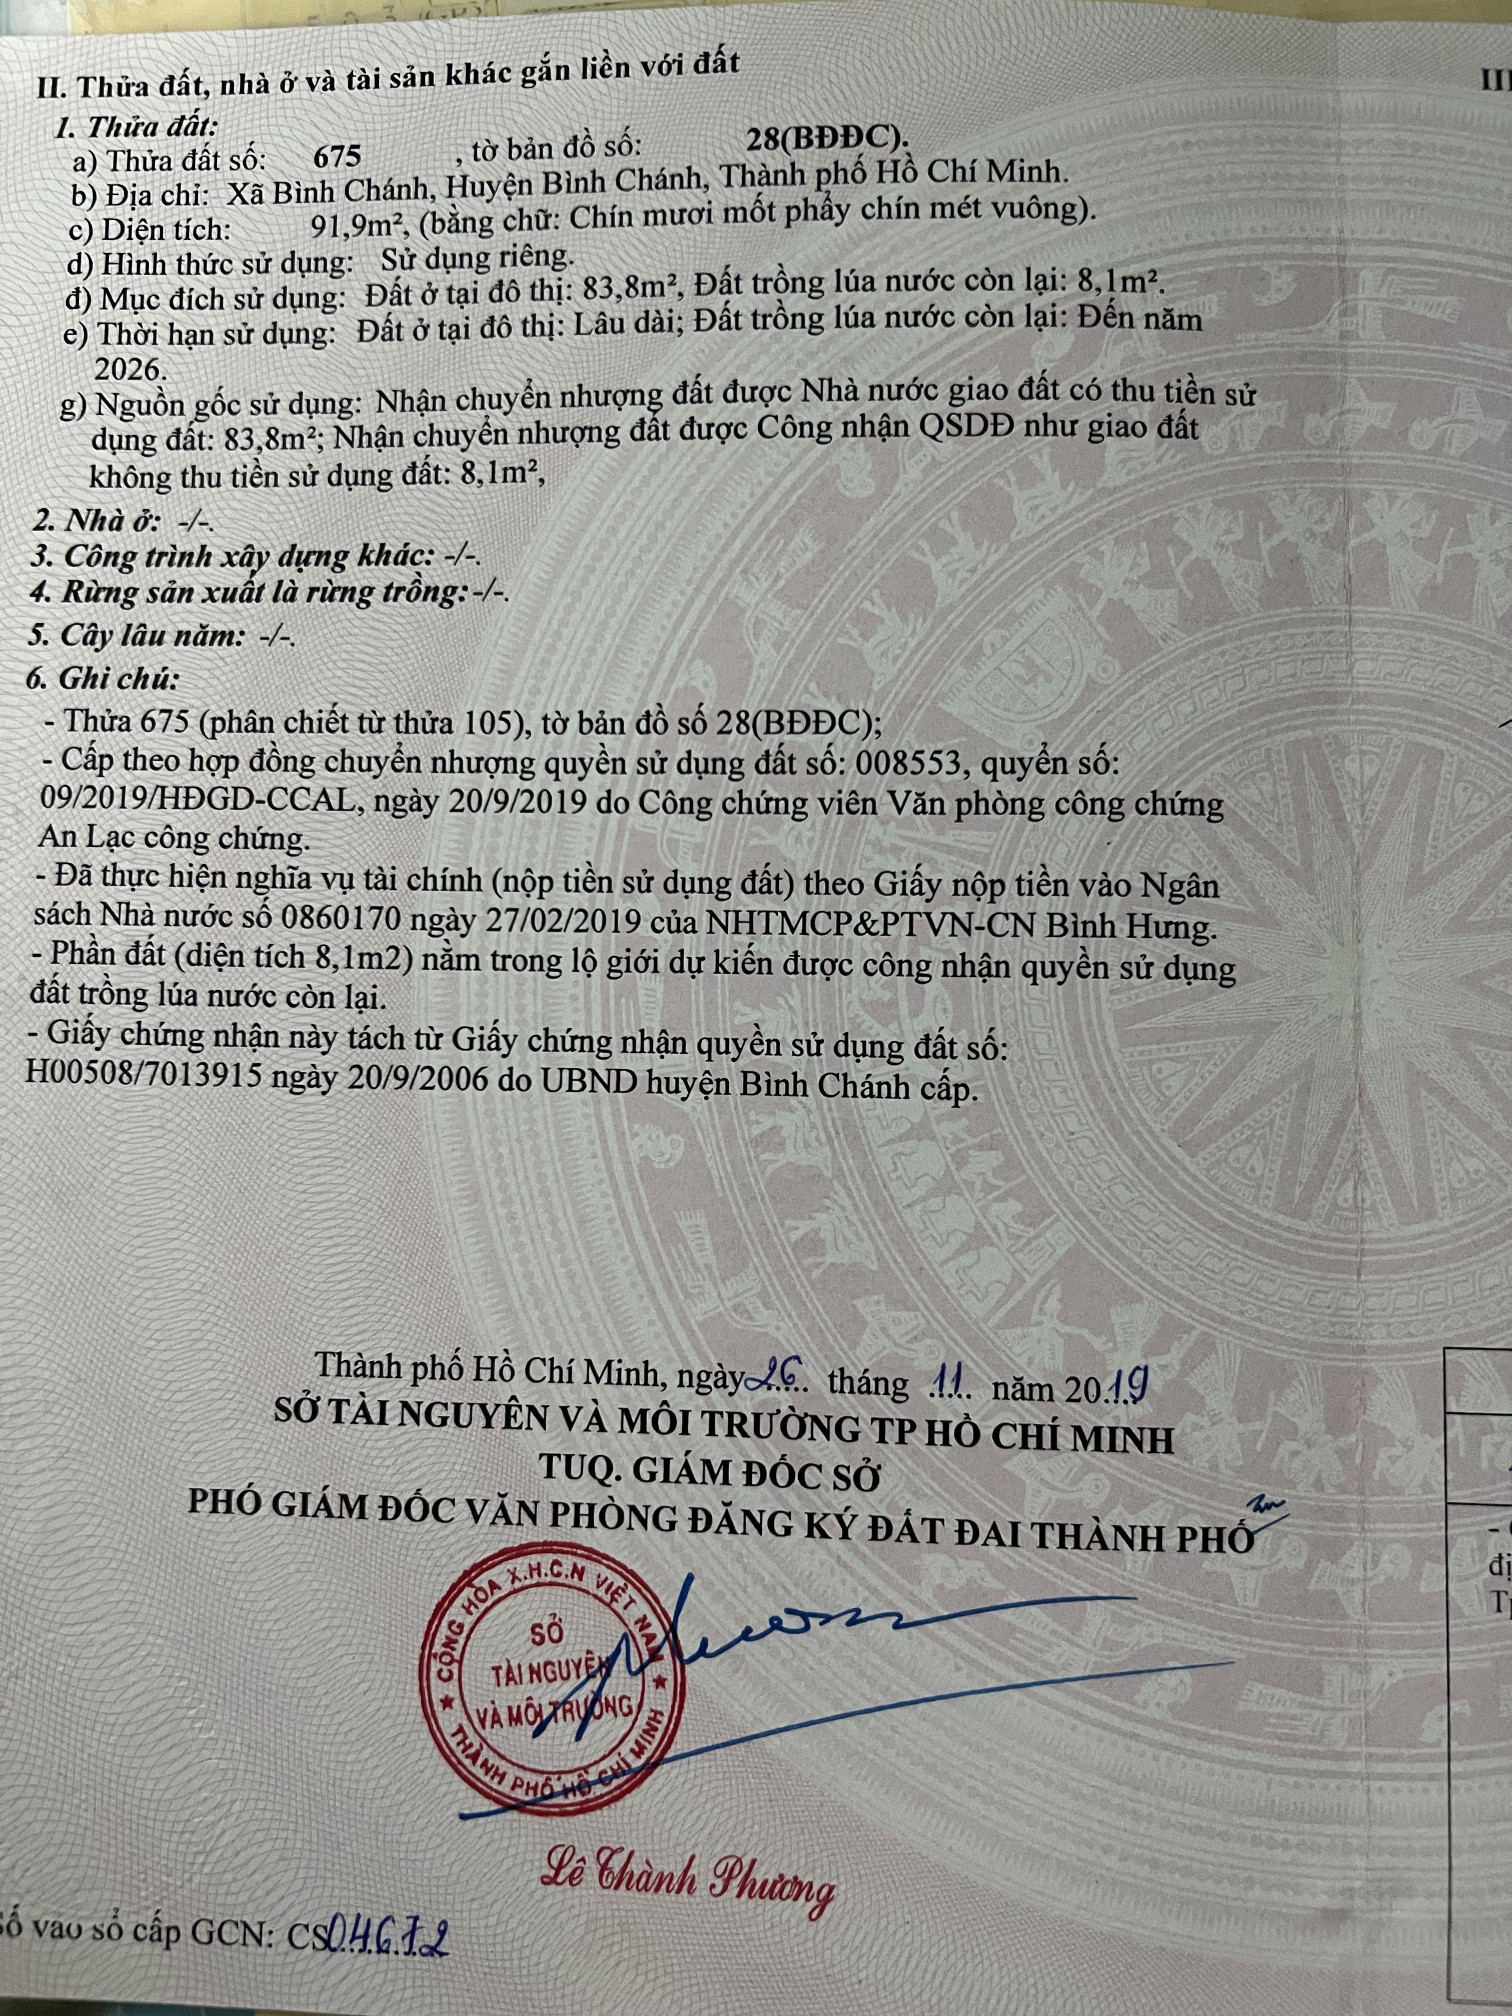 II. Thửa đất, nhà ở và tài sản khác gắn liền với đất
III
1. Thửa đất:
a) Thửa đất số: 675 , tờ bản đồ số: 28(BĐĐC).
b) Địa chỉ: Xã Bình Chánh, Huyện Bình Chánh, Thành phố Hồ Chí Minh.
c) Diện tích: 91,9m², (bằng chữ: Chín mươi mốt phẩy chín mét vuông).
d) Hình thức sử dụng: Sử dụng riêng.
đ) Mục đích sử dụng: Đất ở tại đô thị: 83,8m², Đất trồng lúa nước còn lại: 8,1m².
e) Thời hạn sử dụng: Đất ở tại đô thị: Lâu dài; Đất trồng lúa nước còn lại: Đến năm
2026.
g) Nguồn gốc sử dụng: Nhận chuyển nhượng đất được Nhà nước giao đất có thu tiền sử
dụng đất: 83,8m²; Nhận chuyển nhượng đất được Công nhận QSDĐ như giao đất
không thu tiền sử dụng đất: 8,1m²,
2. Nhà ở: -/-.
3. Công trình xây dựng khác: -/-.
4. Rừng sản xuất là rừng trồng:-/-.
5. Cây lâu năm: -/-.
6. Ghi chú:
- Thửa 675 (phân chiết từ thửa 105), tờ bản đồ số 28(BĐĐC);
- Cấp theo hợp đồng chuyển nhượng quyền sử dụng đất số: 008553, quyển số:
09/2019/HĐGD-CCAL, ngày 20/9/2019 do Công chứng viên Văn phòng công chứng
An Lạc công chứng.
- Đã thực hiện nghĩa vụ tài chính (nộp tiền sử dụng đất) theo Giấy nộp tiền vào Ngân
sách Nhà nước số 0860170 ngày 27/02/2019 của NHTMCP&PTVN-CN Bình Hưng.
- Phần đất (diện tích 8,1m2) nằm trong lộ giới dự kiến được công nhận quyền sử dụng
đất trồng lúa nước còn lại.
- Giấy chứng nhận này tách từ Giấy chứng nhận quyền sử dụng đất số:
H00508/7013915 ngày 20/9/2006 do UBND huyện Bình Chánh cấp.
Thành phố Hồ Chí Minh, ngày 26 tháng 11 năm 2019
SỞ TÀI NGUYÊN VÀ MÔI TRƯỜNG TP HỒ CHÍ MINH
TUQ. GIÁM ĐỐC SỞ
PHÓ GIÁM ĐỐC VĂN PHÒNG ĐĂNG KÝ ĐẤT ĐAI THÀNH PHỐ
CỘNG HÒA X.H.C.N VIỆT NAM
SỞ
TÀI NGUYÊN
VÀ MÔI TRƯỜNG
THÀNH PHỐ HỒ CHÍ MINH
Lê Thành Phương
Số vào sổ cấp GCN: CS04672